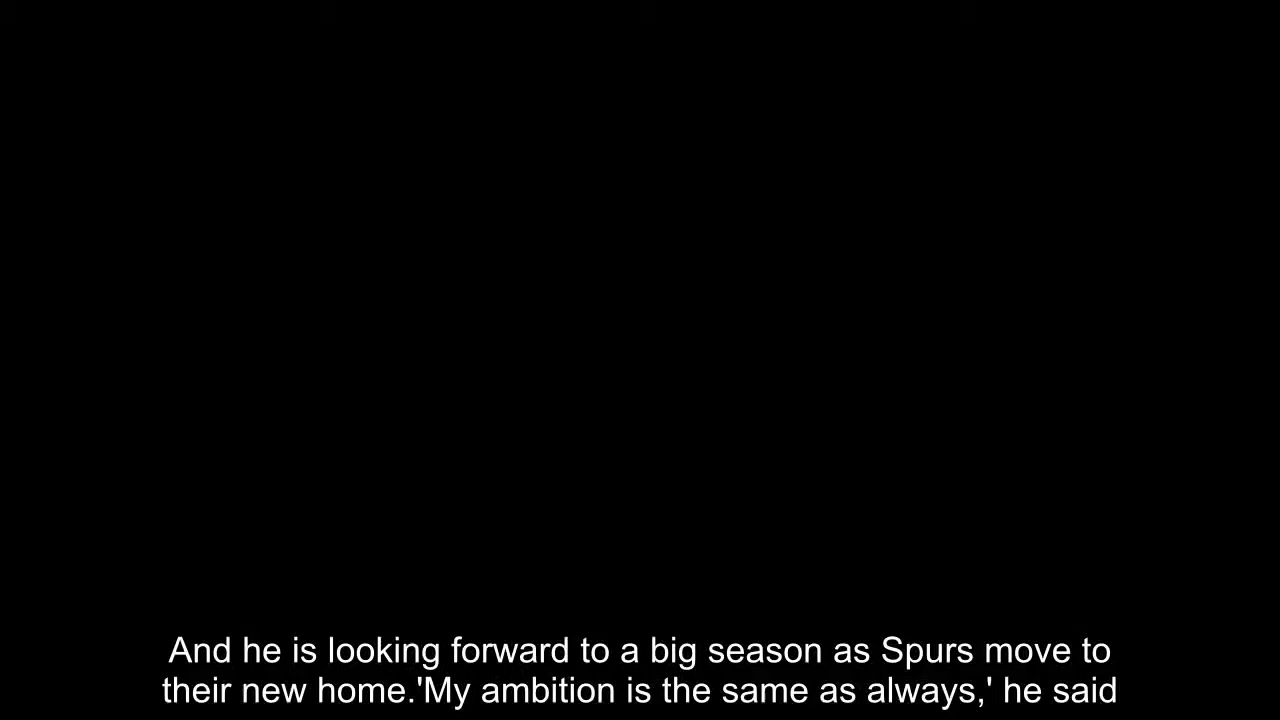 And he is looking forward to a big season as Spurs move to
their new home.'My ambition is the same as always,' he said